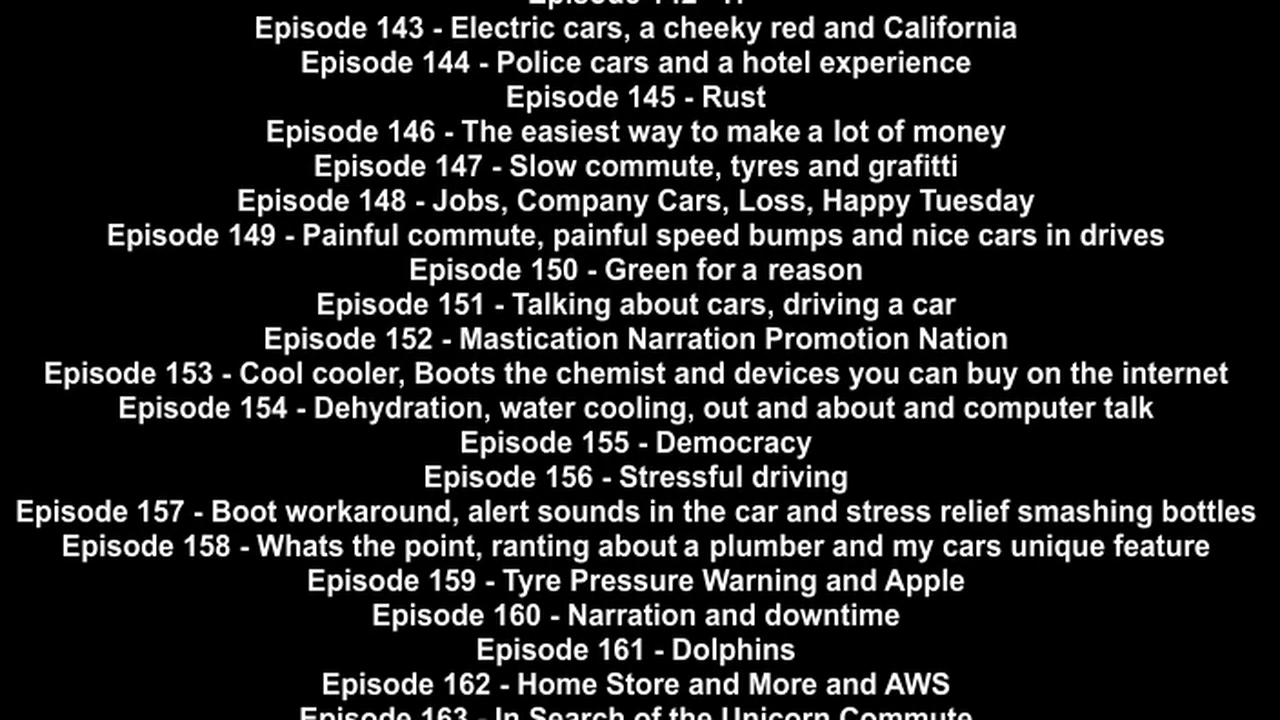 Episode 143 - Electric cars, a cheeky red and California
Episode 144 - Police cars and a hotel experience
Episode 145 - Rust
Episode 146 - The easiest way to make a lot of money
Episode 147 - Slow commute, tyres and grafitti
Episode 148 - Jobs, Company Cars, Loss, Happy Tuesday
Episode 149 - Painful commute, painful speed bumps and nice cars in drives
Episode 150 - Green for a reason
Episode 151 - Talking about cars, driving a car
Episode 152 - Mastication Narration Promotion Nation
Episode 153 - Cool cooler, Boots the chemist and devices you can buy on the internet
Episode 154 - Dehydration, water cooling, out and about and computer talk
Episode 155 - Democracy
Episode 156 - Stressful driving
Episode 157 - Boot workaround, alert sounds in the car and stress relief smashing bottles
Episode 158 - Whats the point, ranting about a plumber and my cars unique feature
Episode 159 - Tyre Pressure Warning and Apple
Episode 160 - Narration and downtime
Episode 161 - Dolphins
Episode 162 - Home Store and More and AWS
Episode 163 - In Search of the Unicorn Commute